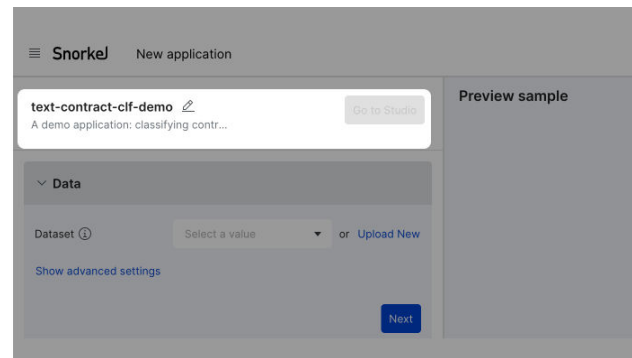 Snorkel New application
text-contract-clf-demo
Go to Studio
A demo application: classifying contr...
Preview sample
Data
Dataset Select a value or Upload New
Show advanced settings
Next